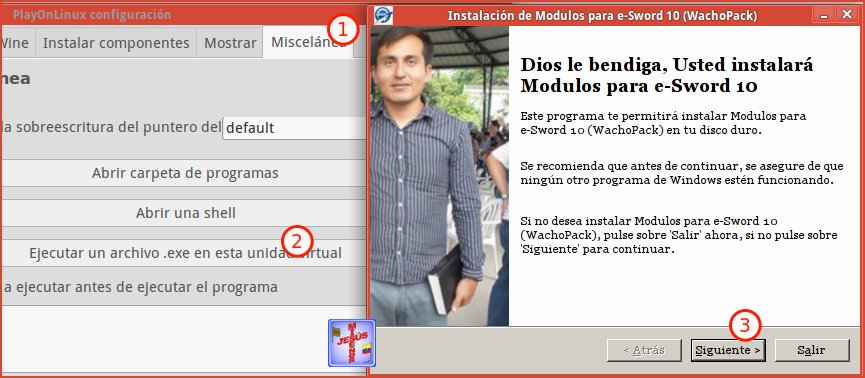 PlayOnLinux configuración
Wine
Instalar componentes
Mostrar
Miscelánea
1
nea
la sobreescritura del puntero del
default
Abrir carpeta de programas
Abrir una shell
2
Ejecutar un archivo .exe en esta unidad virtual
a ejecutar antes de ejecutar el programa
MISION
JESÚS
Instalación de Modulos para e-Sword 10 (WachoPack)
Dios le bendiga, Usted instalará
Modulos para e-Sword 10
Este programa te permitirá instalar Modulos para
e-Sword 10 (WachoPack) en tu disco duro.
Se recomienda que antes de continuar, se asegure de que
ningún otro programa de Windows estén funcionando.
Si no desea instalar Modulos para e-Sword 10
(WachoPack), pulse sobre 'Salir' ahora, si no pulse sobre
'Siguiente' para continuar.
3
< Atrás
Siguiente >
Salir